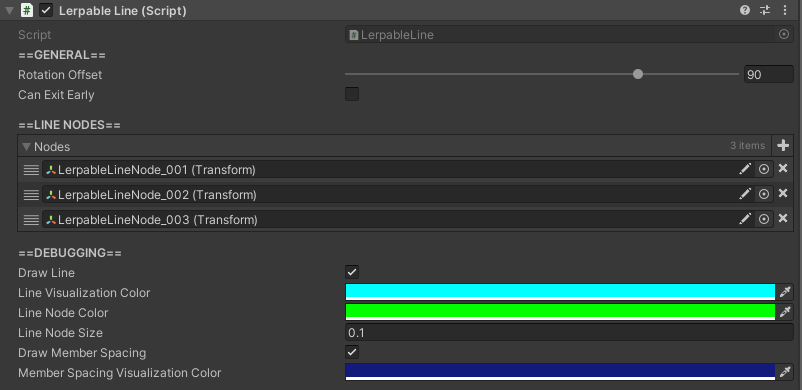 Lerpable Line (Script)
Script LerpableLine
==GENERAL==
Rotation Offset 90
Can Exit Early
==LINE NODES==
Nodes 3 items
LerpableLineNode_001 (Transform)
LerpableLineNode_002 (Transform)
LerpableLineNode_003 (Transform)
==DEBUGGING==
Draw Line
Line Visualization Color
Line Node Color
Line Node Size 0.1
Draw Member Spacing
Member Spacing Visualization Color